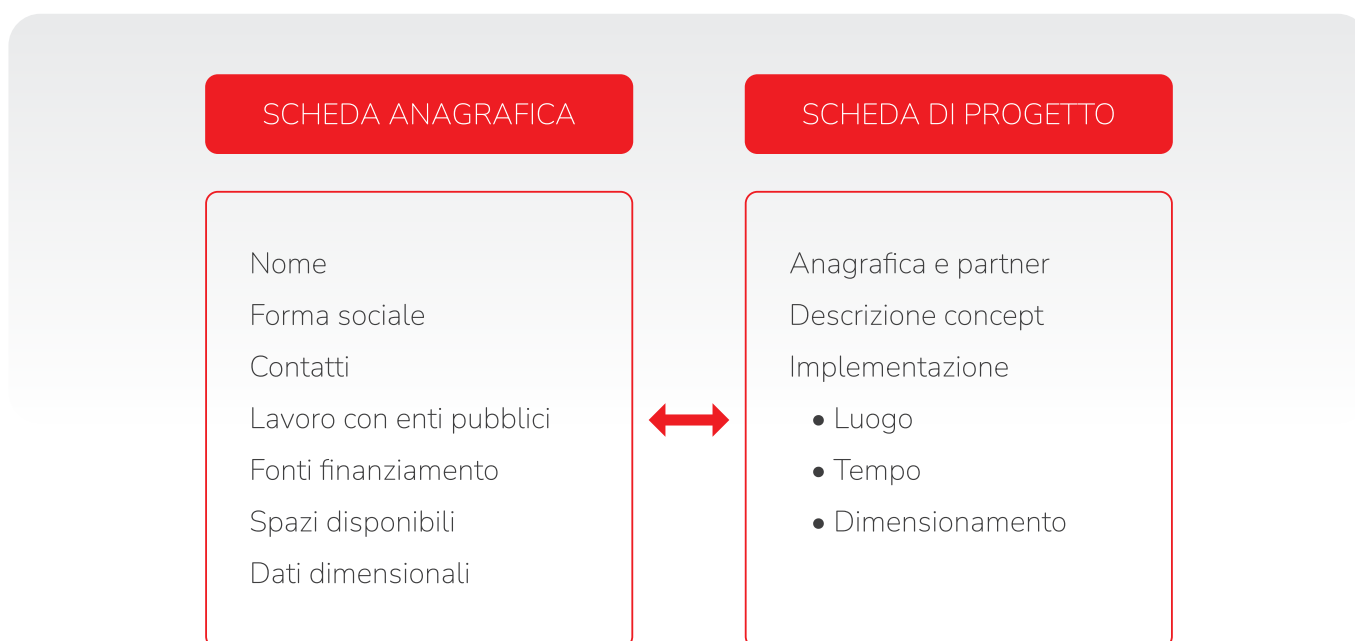 SCHEDA ANAGRAFICA
Nome
Forma sociale
Contatti
Lavoro con enti pubblici
Fonti finanziamento
Spazi disponibili
Dati dimensionali
SCHEDA DI PROGETTO
Anagrafica e partner
Descrizione concept
Implementazione
• Luogo
• Tempo
• Dimensionamento